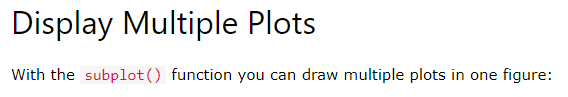 Display Multiple Plots
With the subplot() function you can draw multiple plots in one figure: